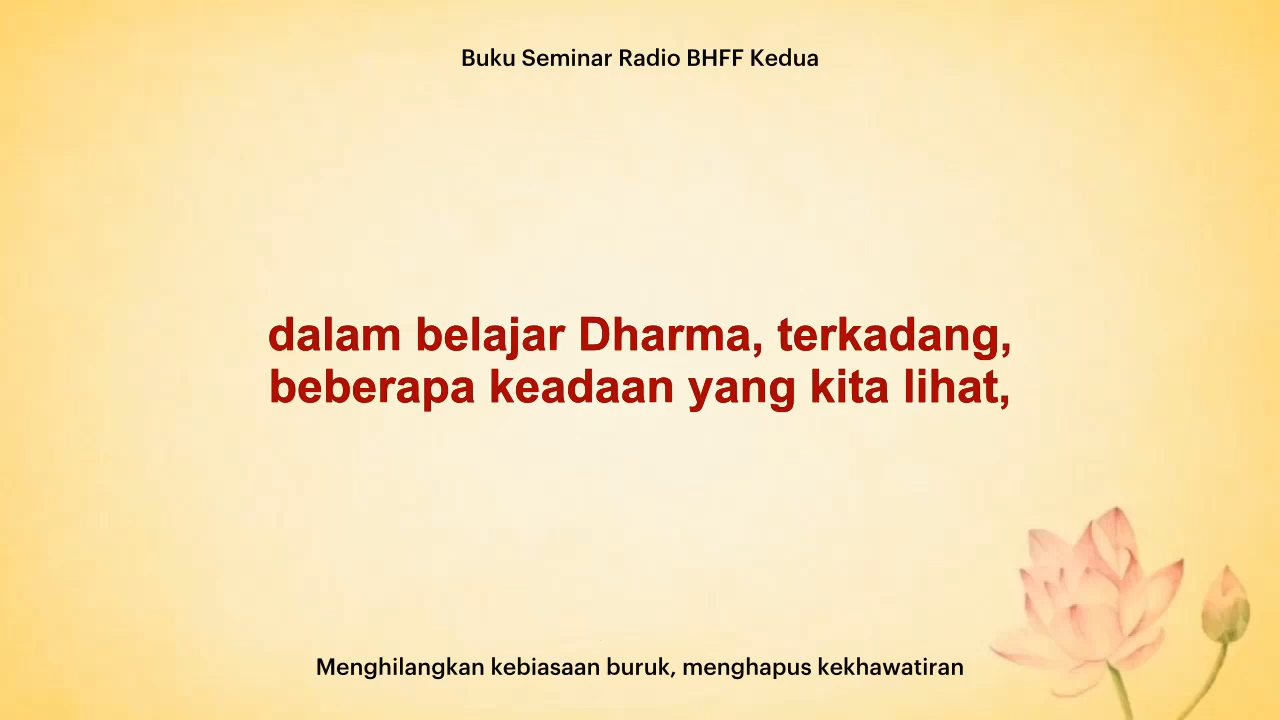 Buku Seminar Radio BHFF Kedua
dalam belajar Dharma, terkadang,
beberapa keadaan yang kita lihat,
Menghilangkan kebiasaan buruk, menghapus kekhawatiran